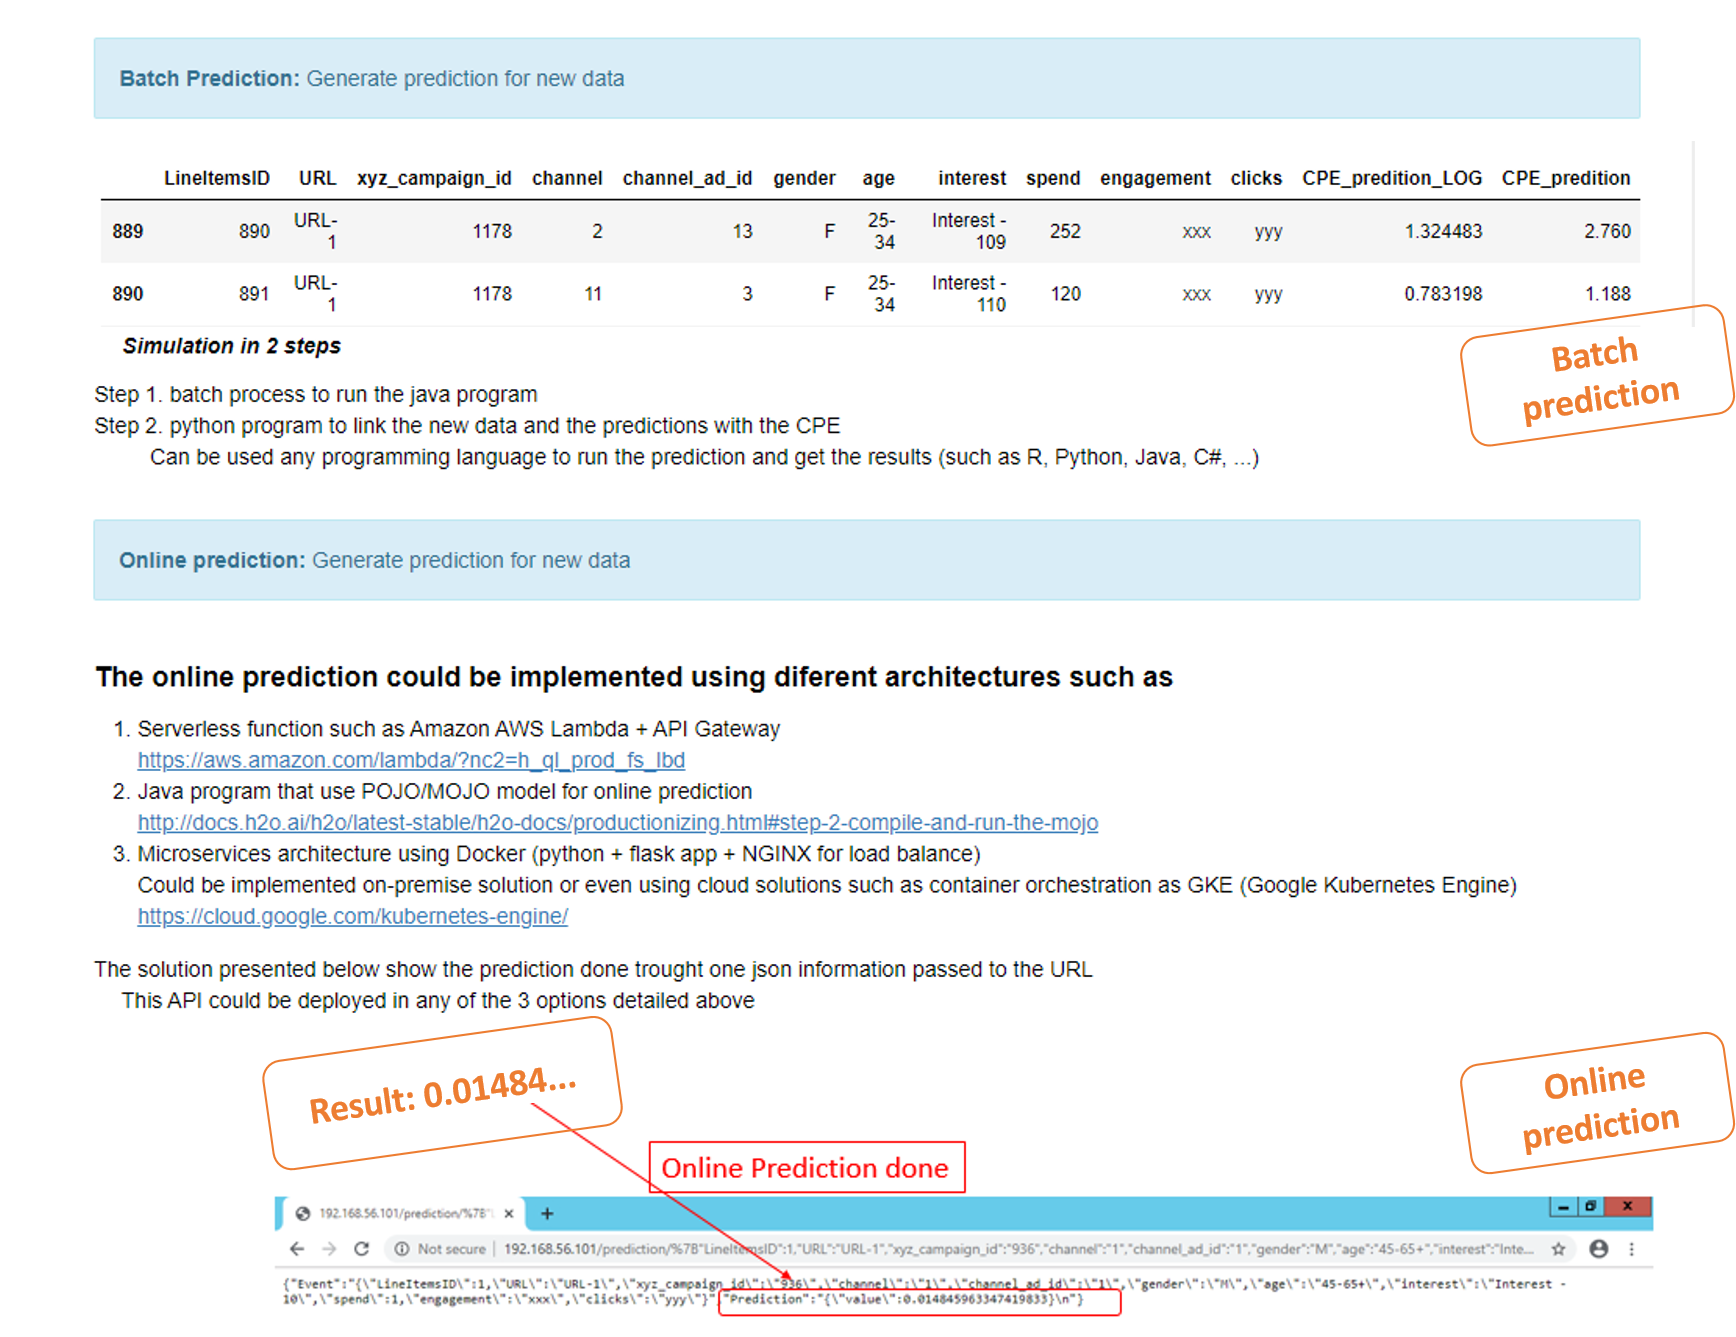 Batch Prediction: Generate prediction for new data
LineItemsID URL xyz_campaign_id channel channel_ad_id gender age interest spend engagement clicks CPE_predition_LOG CPE_predition
889 890 URL-1 1178 2 13 F 25-34 Interest - 109 252 xxx yyy 1.324483 2.760
890 891 URL-1 1178 11 3 F 25-34 Interest - 110 120 xxx yyy 0.783198 1.188
Simulation in 2 steps
Batch
prediction
Step 1. batch process to run the java program
Step 2. python program to link the new data and the predictions with the CPE
Can be used any programming language to run the prediction and get the results (such as R, Python, Java, C#, ...)
Online prediction: Generate prediction for new data
The online prediction could be implemented using diferent architectures such as
1. Serverless function such as Amazon AWS Lambda + API Gateway
https://aws.amazon.com/lambda/?nc2=h_ql_prod_fs_lbd
2. Java program that use POJO/MOJO model for online prediction
http://docs.h2o.ai/h2o/latest-stable/h2o-docs/productionizing.html#step-2-compile-and-run-the-mojo
3. Microservices architecture using Docker (python + flask app + NGINX for load balance)
Could be implemented on-premise solution or even using cloud solutions such as container orchestration as GKE (Google Kubernetes Engine)
https://cloud.google.com/kubernetes-engine/
The solution presented below show the prediction done trought one json information passed to the URL
This API could be deployed in any of the 3 options detailed above
Result: 0.01484...
Online
prediction
Online Prediction done
192.168.56.101/prediction/%7B"
Not secure | 192.168.56.101/prediction/%7B"LineItemsID":1,"URL":"URL-1","xyz_campaign_id":"936","channel":"1","channel_ad_id":"1","gender":"M","age":"45-65+","interest":"Inte...
{"Event":"{\"LineItemsID\":1,\"URL\":\"URL-1\",\"xyz_campaign_id\":\"936\",\"channel\":\"1\",\"channel_ad_id\":\"1\",\"gender\":\"M\",\"age\":\"45-65+\",\"interest\":\"Interest -
10\",\"spend\":1,\"engagement\":\"xxx\",\"clicks\":\"yyy\"}","Prediction":"{\"value\":0.014845963347419833}\n"}